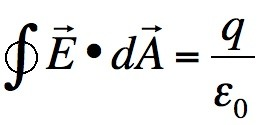 ∮ E⃗ • dA⃗ = q / ε₀